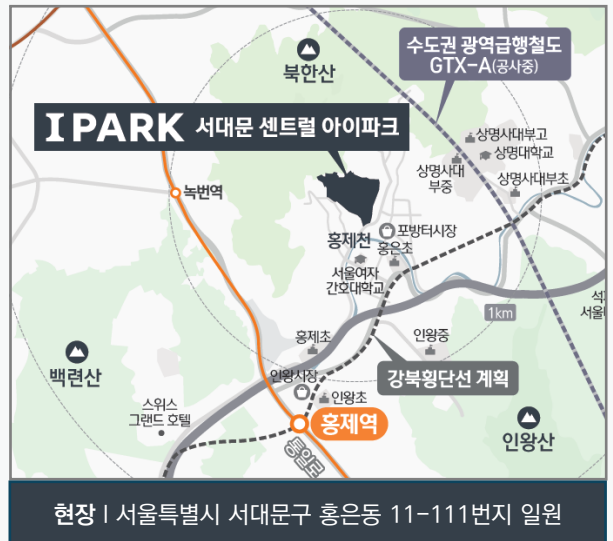 수도권 광역급행철도
GTX-A(공사중)
북한산
I PARK 서대문 센트럴 아이파크
상명사대부고
상명대학교
상명사대
부중
상명사대부초
녹번역
포방터시장
홍제천
홍은초
서울여자
간호대학교
1km
서울
홍제초
인왕중
백련산
인왕시장
강북횡단선 계획
스위스
그랜드 호텔
인왕초
홍제역
인왕산
통일로
현장 | 서울특별시 서대문구 홍은동 11-111번지 일원